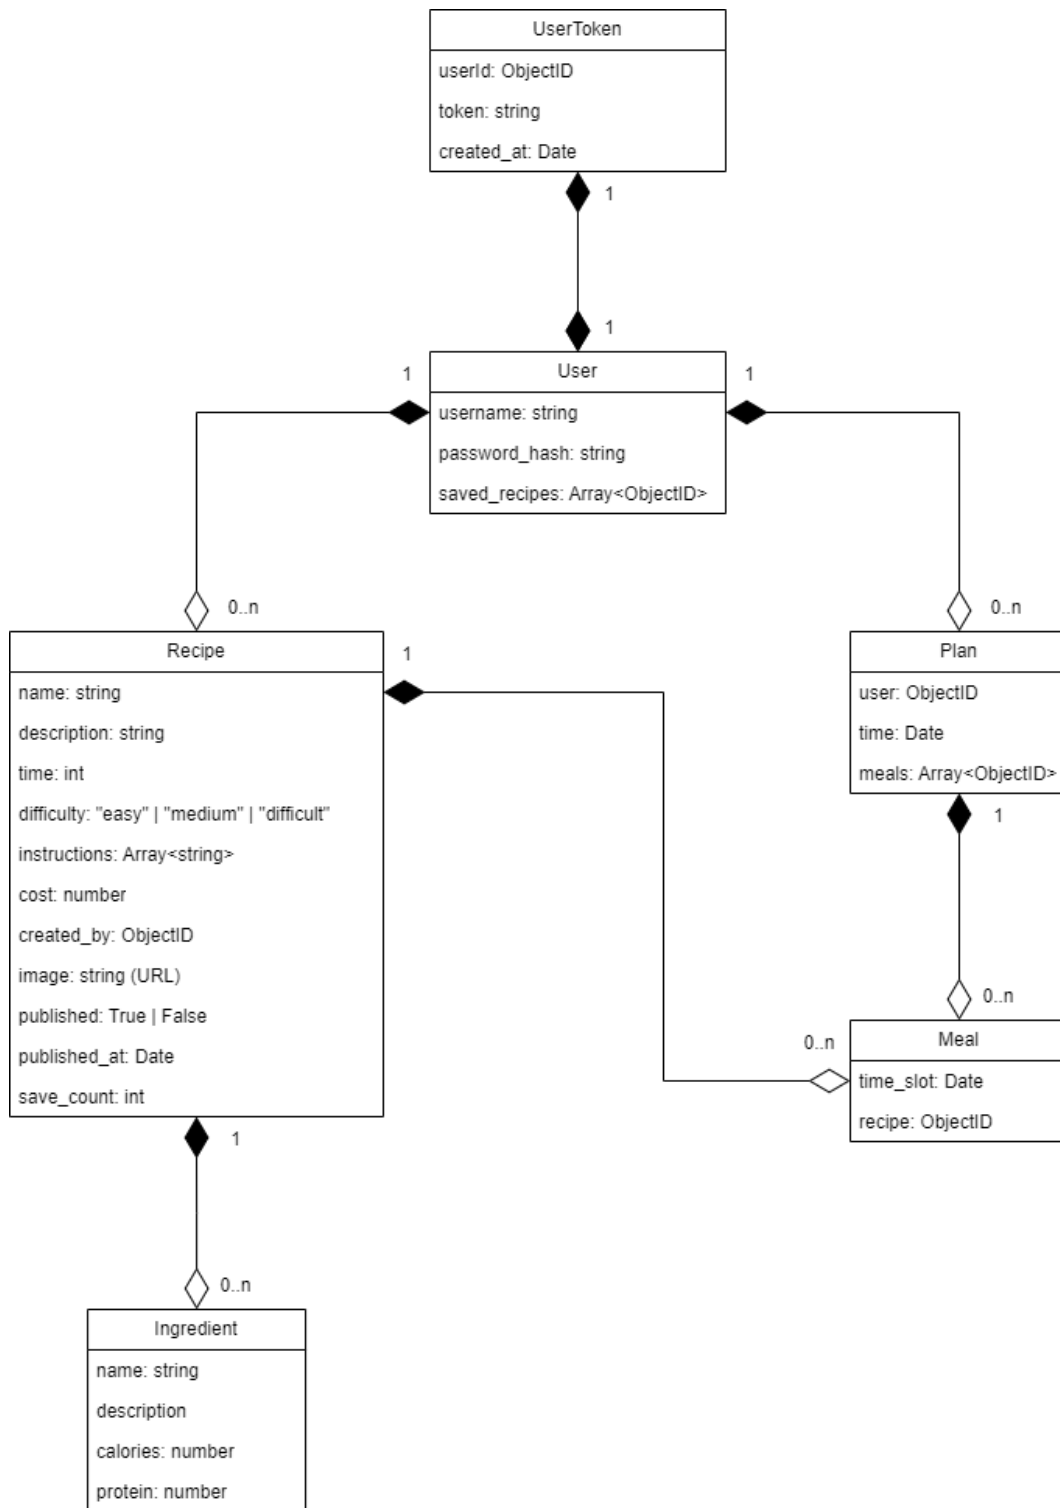 UserToken
userId: ObjectID
token: string
created_at: Date
1
1
User
1
1
username: string
password_hash: string
saved_recipes: Array<ObjectID>
0..n
0..n
Recipe
1
name: string
description: string
time: int
difficulty: "easy" | "medium" | "difficult"
instructions: Array<string>
cost: number
created_by: ObjectID
image: string (URL)
published: True | False
published_at: Date
save_count: int
1
Plan
user: ObjectID
time: Date
meals: Array<ObjectID>
1
0..n
0..n
Meal
time_slot: Date
recipe: ObjectID
0..n
Ingredient
name: string
description
calories: number
protein: number